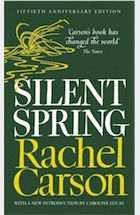 FIFTIETH ANNIVERSARY EDITION
‘Carson's book has
changed the world’
The Times
SILENT
SPRING
Rachel
Carson
WITH A NEW INTRODUCTION BY CAROLINE LUCAS